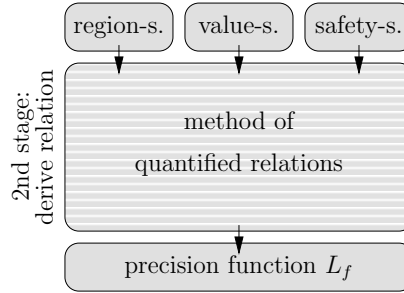 region-s.
value-s.
safety-s.
2nd stage:
derive relation
method of
quantified relations
precision function L_f